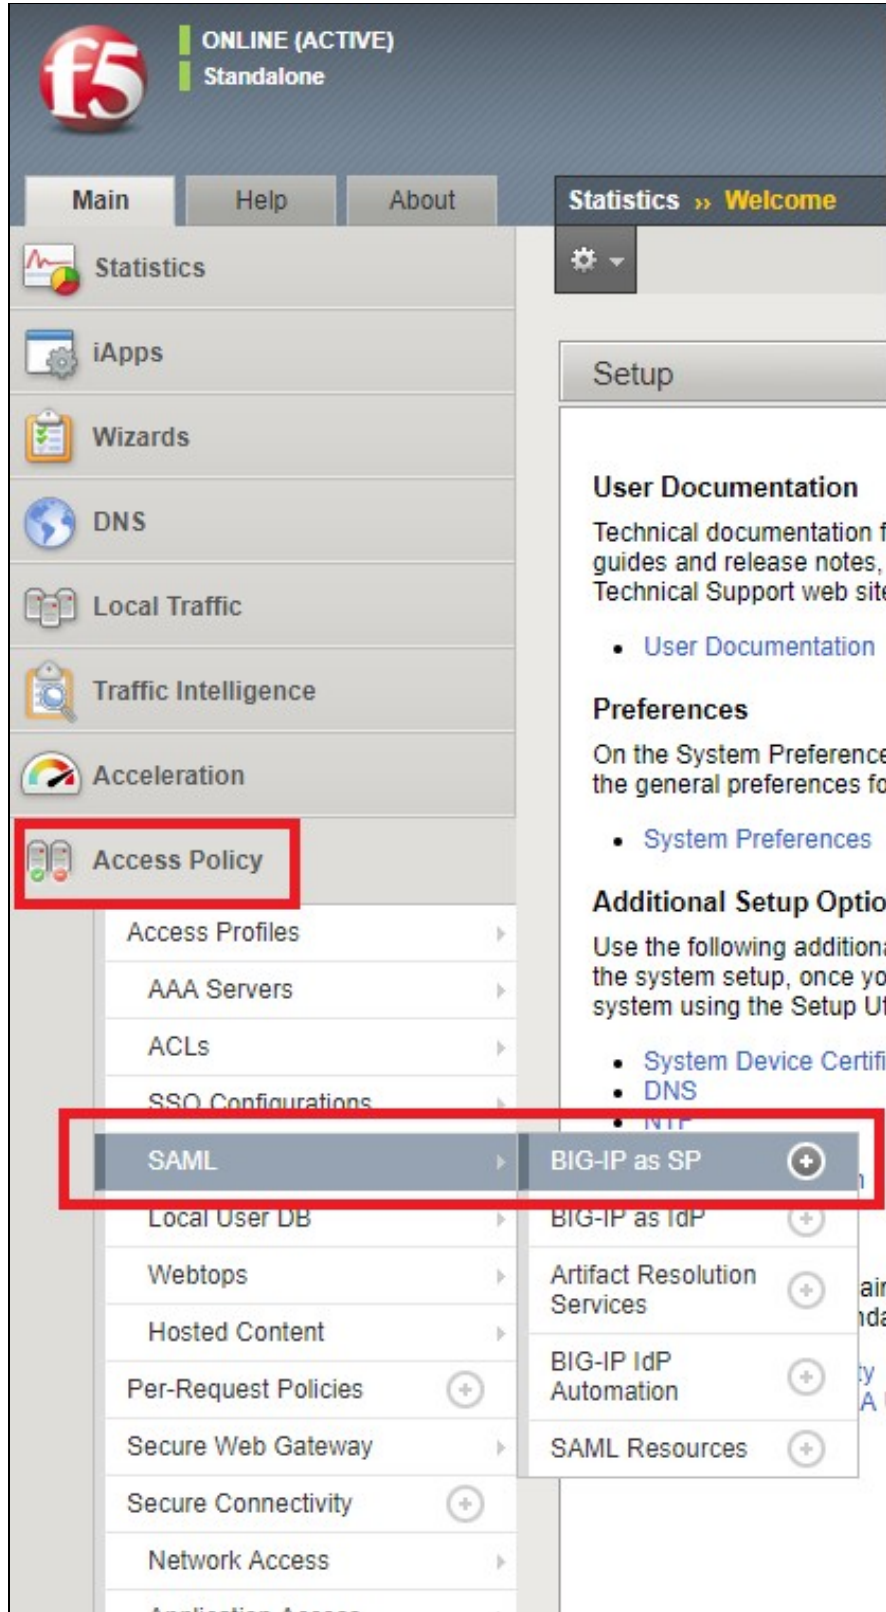 f5
ONLINE (ACTIVE)
Standalone
Main
Help
About
Statistics ›› Welcome
Statistics
iApps
Wizards
DNS
Local Traffic
Traffic Intelligence
Acceleration
Access Policy
Access Profiles
AAA Servers
ACLs
SSO Configurations
SAML
Local User DB
Webtops
Hosted Content
Per-Request Policies
Secure Web Gateway
Secure Connectivity
Network Access
Application Access
BIG-IP as SP
BIG-IP as IdP
Artifact Resolution
Services
BIG-IP IdP
Automation
SAML Resources
Setup
User Documentation
Technical documentation f
guides and release notes,
Technical Support web site
User Documentation
Preferences
On the System Preference
the general preferences fo
System Preferences
Additional Setup Optio
Use the following additiona
the system setup, once yo
system using the Setup Ut
System Device Certifi
DNS
NTP